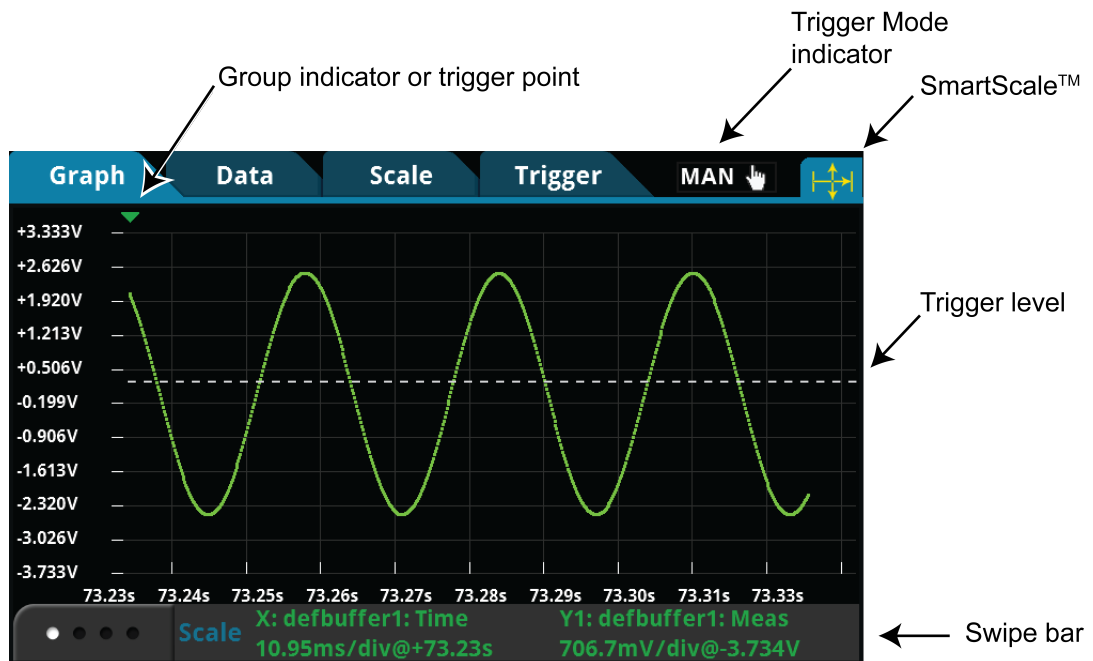 Trigger Mode
indicator
Group indicator or trigger point
SmartScale™
Graph Data Scale Trigger MAN
+3.333V
+2.626V
+1.920V
Trigger level
+1.213V
+0.506V
-0.199V
-0.906V
-1.613V
-2.320V
-3.026V
-3.733V
73.23s 73.24s 73.25s 73.26s 73.27s 73.28s 73.29s 73.30s 73.31s 73.33s
Scale
X: defbuffer1: Time
10.95ms/div@+73.23s
Y1: defbuffer1: Meas
706.7mV/div@-3.734V
Swipe bar